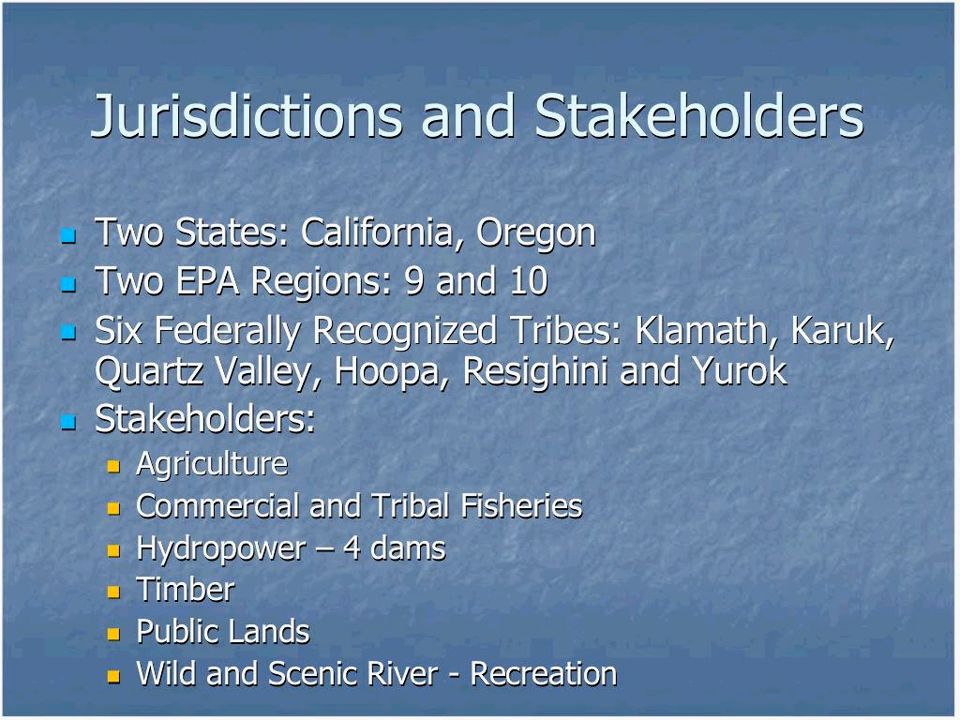 Jurisdictions and Stakeholders
Two States: California, Oregon
Two EPA Regions: 9 and 10
Six Federally Recognized Tribes: Klamath, Karuk,
Quartz Valley, Hoopa, Resighini and Yurok
Stakeholders:
Agriculture
Commercial and Tribal Fisheries
Hydropower – 4 dams
Timber
Public Lands
Wild and Scenic River - Recreation